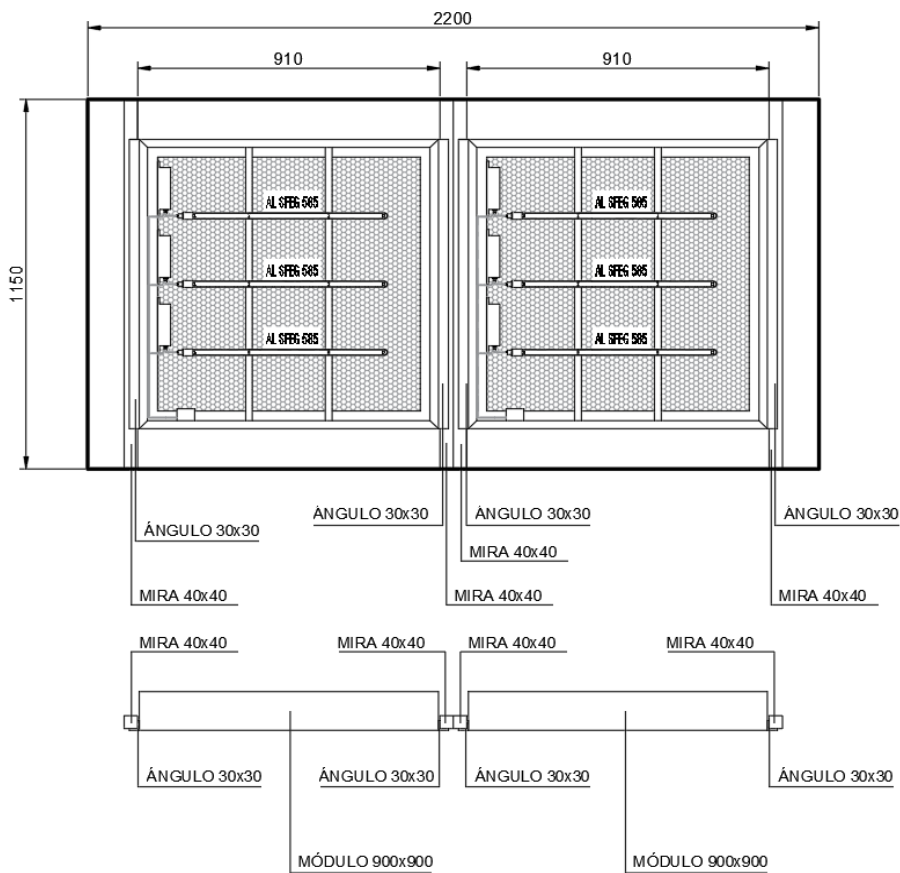 2200
910
910
1150
AL SFEG 585
AL SFEG 585
AL SFEG 585
AL SFEG 585
AL SFEG 585
AL SFEG 585
ÁNGULO 30x30
ÁNGULO 30x30
ÁNGULO 30x30
ÁNGULO 30x30
MIRA 40x40
MIRA 40x40
MIRA 40x40
MIRA 40x40
MIRA 40x40
MIRA 40x40
MIRA 40x40
MIRA 40x40
ÁNGULO 30x30
ÁNGULO 30x30
ÁNGULO 30x30
ÁNGULO 30x30
MÓDULO 900x900
MÓDULO 900x900